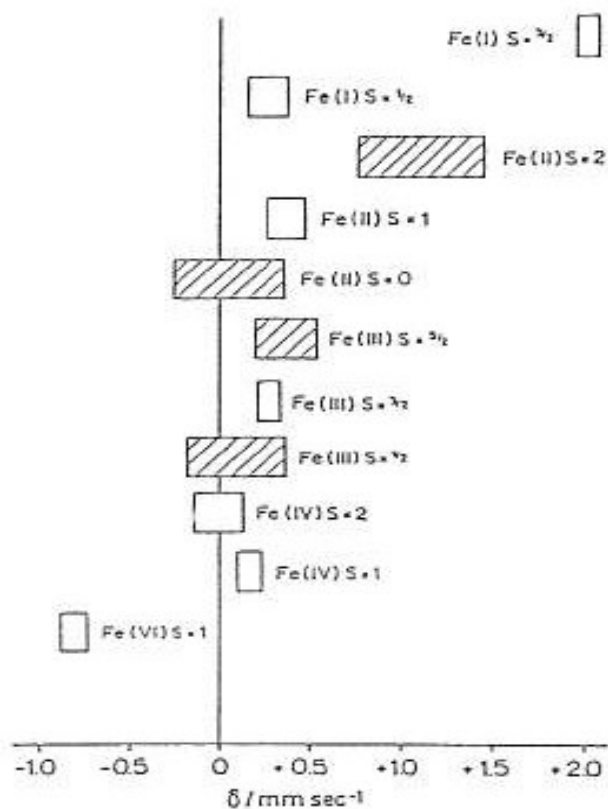 Fe(I) S = 3/2
Fe(I) S = 1/2
Fe(II) S = 2
Fe(II) S = 1
Fe(II) S = 0
Fe(III) S = 5/2
Fe(III) S = 3/2
Fe(III) S = 1/2
Fe(IV) S = 2
Fe(IV) S = 1
Fe(VI) S = 1
-1.0 -0.5 0 +0.5 +1.0 +1.5 +2.0
δ / mm sec⁻¹